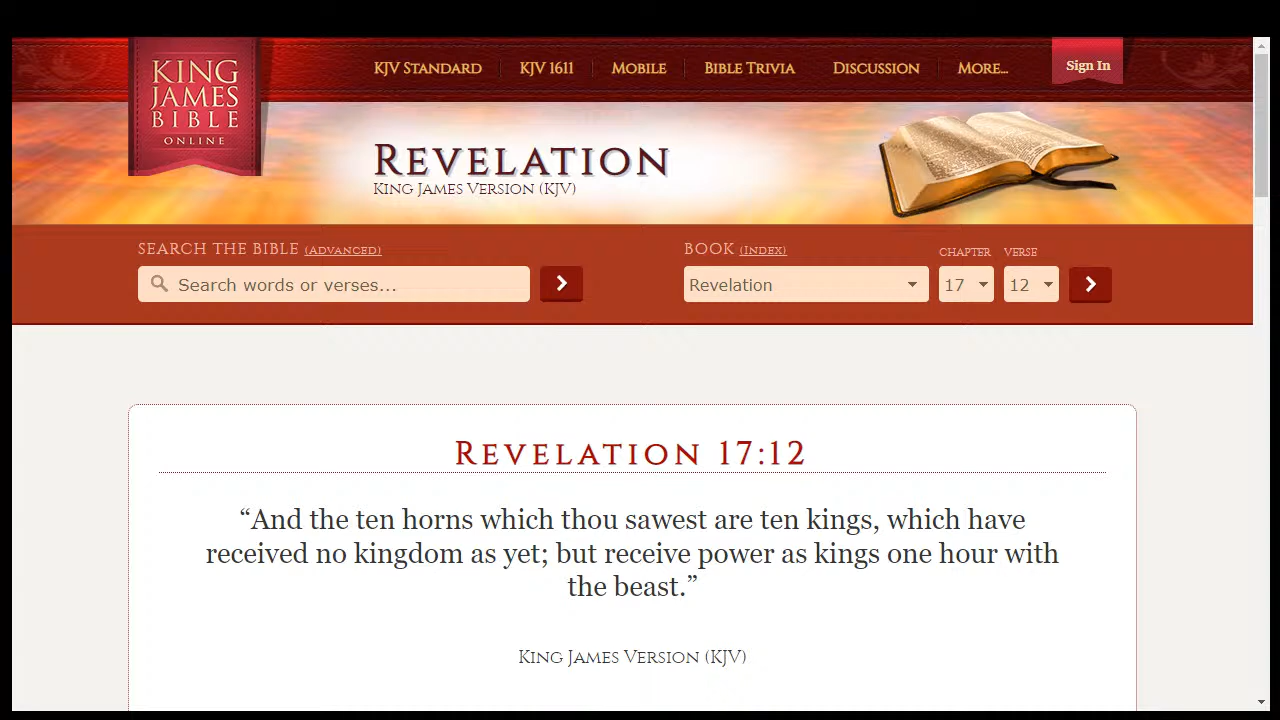 KING
JAMES
BIBLE
ONLINE
KJV STANDARD KJV 1611 MOBILE BIBLE TRIVIA DISCUSSION MORE... Sign In
REVELATION
KING JAMES VERSION (KJV)
SEARCH THE BIBLE (ADVANCED) BOOK (INDEX) CHAPTER VERSE
Search words or verses... Revelation 17 12
REVELATION 17:12
“And the ten horns which thou sawest are ten kings, which have
received no kingdom as yet; but receive power as kings one hour with
the beast.”
KING JAMES VERSION (KJV)